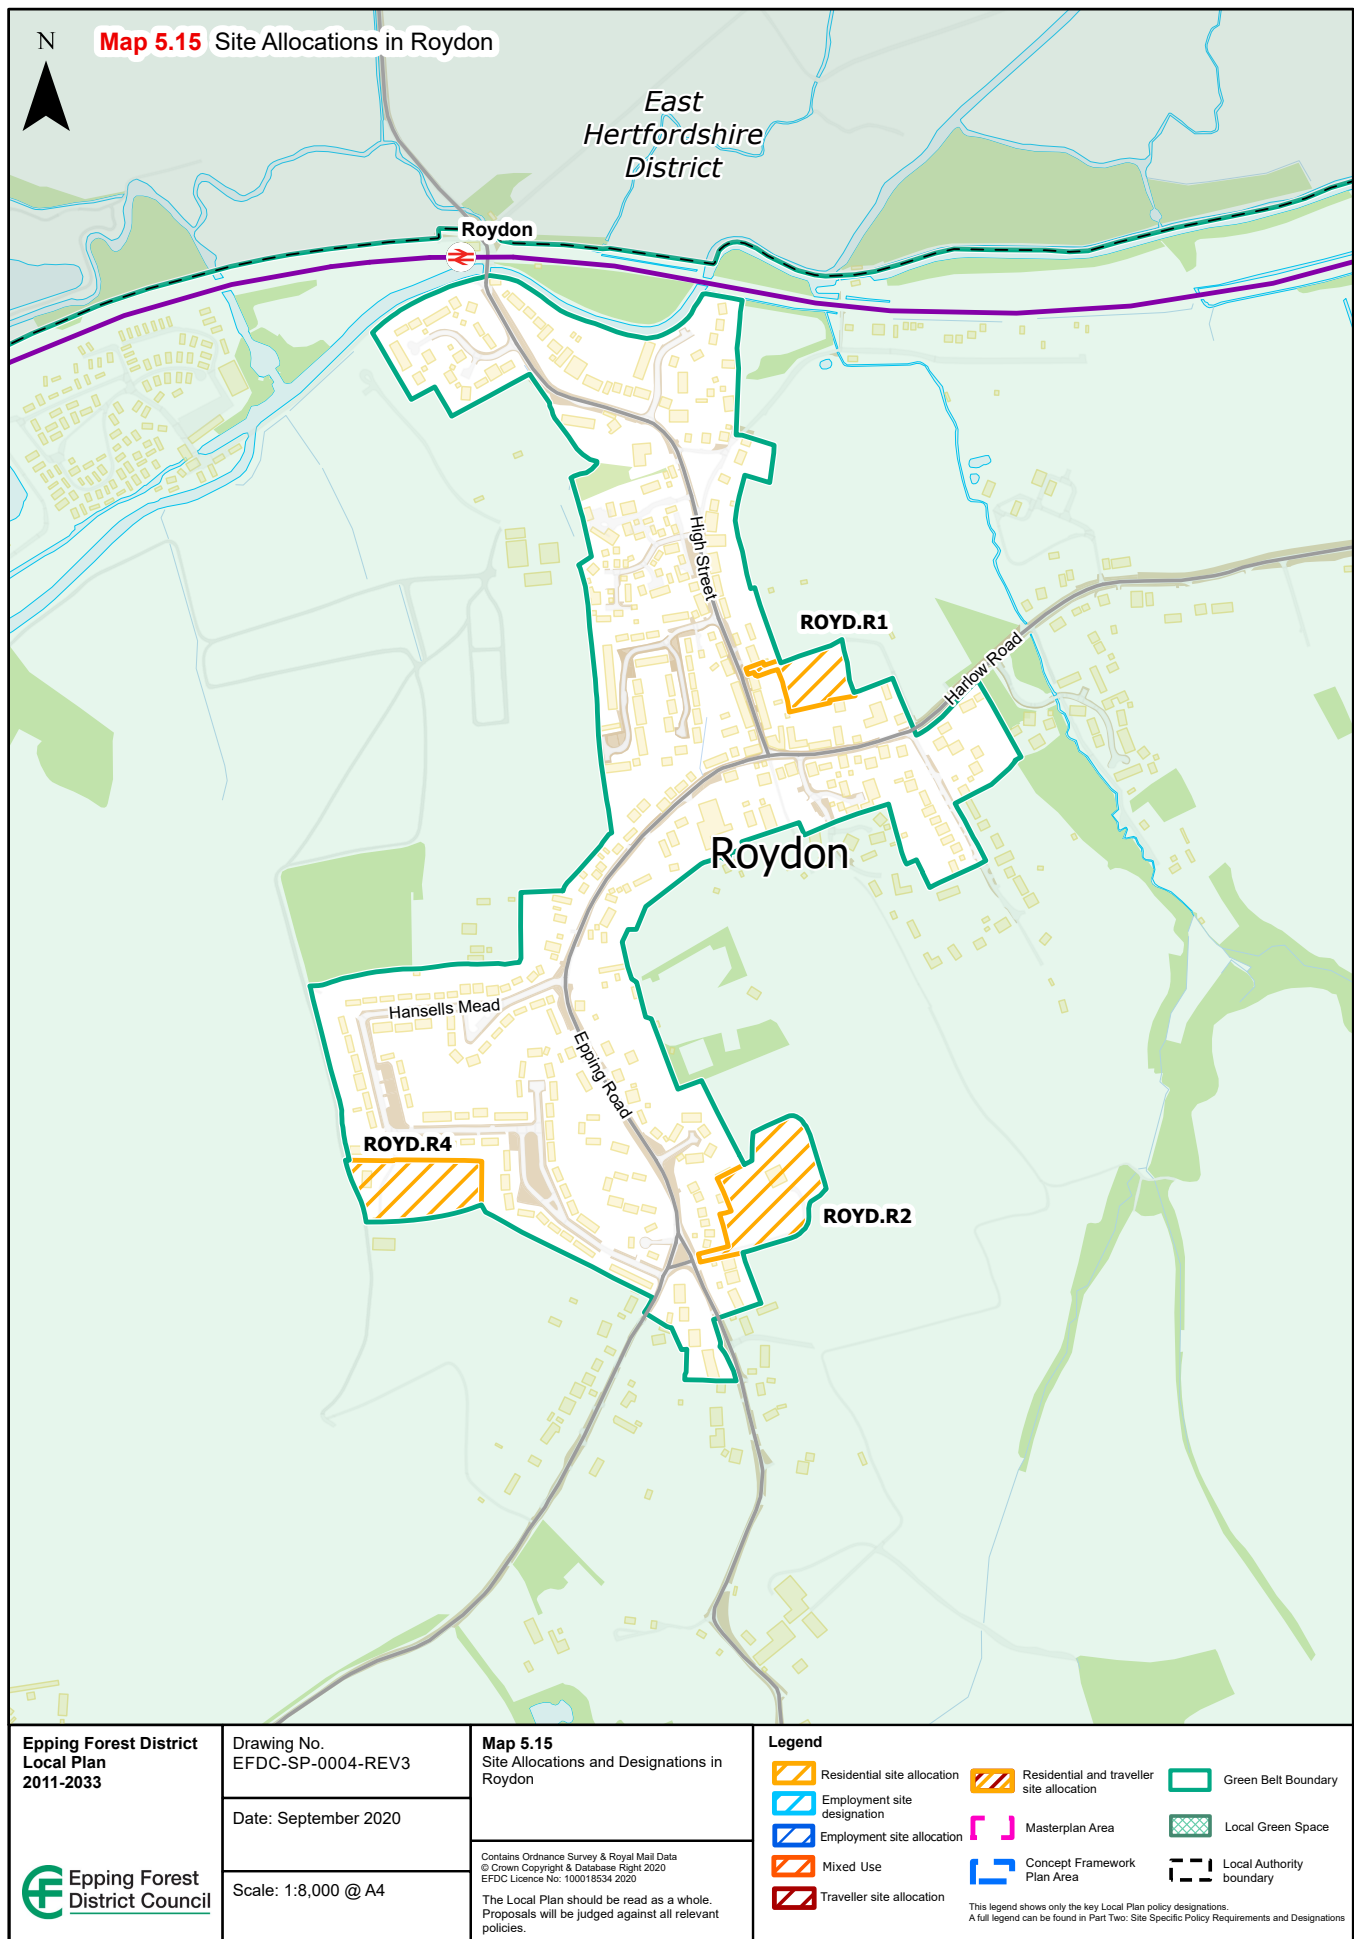 N
Map 5.15 Site Allocations in Roydon
East
Hertfordshire
District
Roydon
High Street
ROYD.R1
Harlow Road
Roydon
Hansells Mead
Epping Road
ROYD.R4
ROYD.R2
Epping Forest District
Local Plan
2011-2033
Epping Forest
District Council
Drawing No.
EFDC-SP-0004-REV3
Date: September 2020
Scale: 1:8,000 @ A4
Map 5.15
Site Allocations and Designations in
Roydon
Contains Ordnance Survey & Royal Mail Data
© Crown Copyright & Database Right 2020
EFDC Licence No: 100018534 2020
The Local Plan should be read as a whole.
Proposals will be judged against all relevant
policies.
Legend
Residential site allocation
Employment site
designation
Employment site allocation
Mixed Use
Traveller site allocation
Residential and traveller
site allocation
Masterplan Area
Concept Framework
Plan Area
Green Belt Boundary
Local Green Space
Local Authority
boundary
This legend shows only the key Local Plan policy designations.
A full legend can be found in Part Two: Site Specific Policy Requirements and Designations